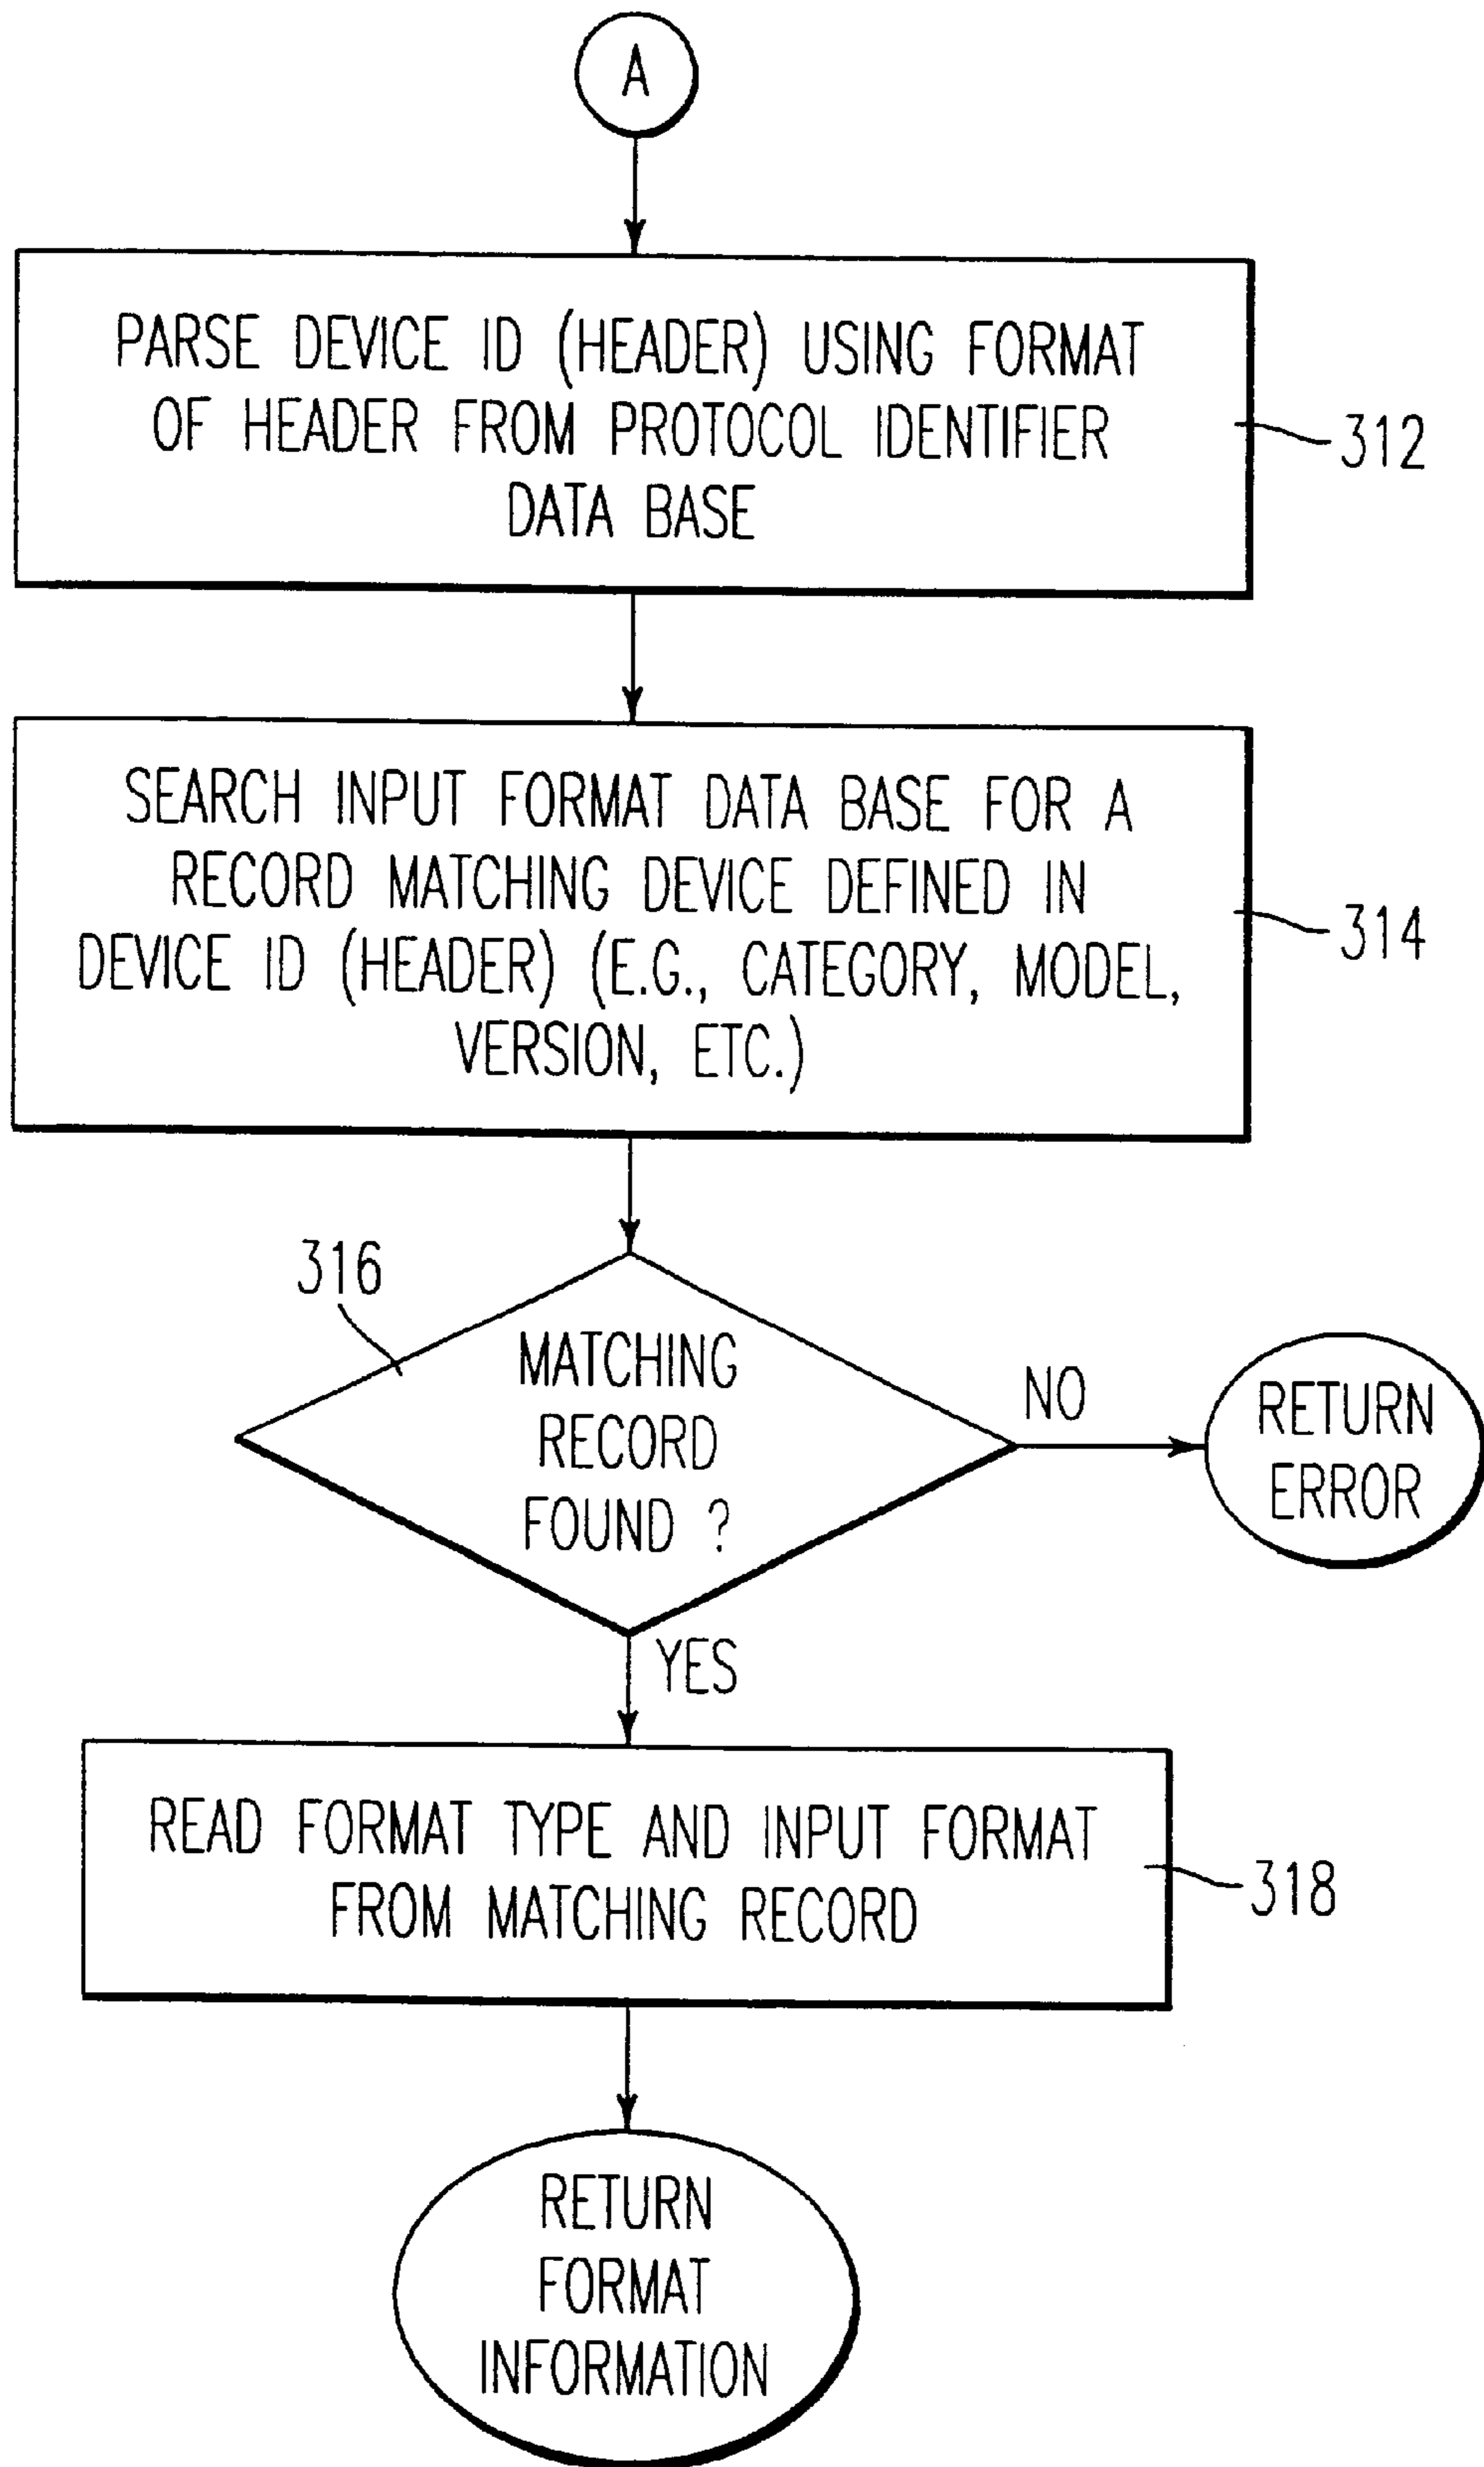 A
PARSE DEVICE ID (HEADER) USING FORMAT
OF HEADER FROM PROTOCOL IDENTIFIER
DATA BASE
312
SEARCH INPUT FORMAT DATA BASE FOR A
RECORD MATCHING DEVICE DEFINED IN
DEVICE ID (HEADER) (E.G., CATEGORY, MODEL,
VERSION, ETC.)
314
316
MATCHING
RECORD
FOUND ?
NO
RETURN
ERROR
YES
READ FORMAT TYPE AND INPUT FORMAT
FROM MATCHING RECORD
318
RETURN
FORMAT
INFORMATION